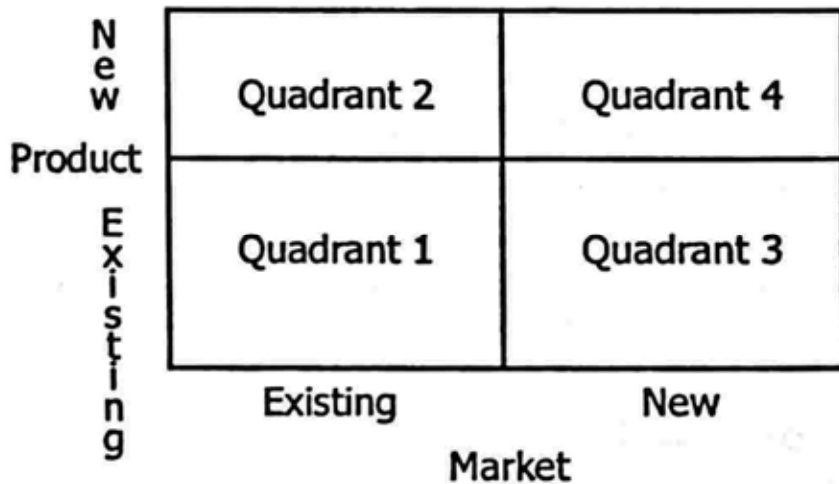 New
Quadrant 2
Quadrant 4
Product
Existing
Quadrant 1
Quadrant 3
Existing
New
Market